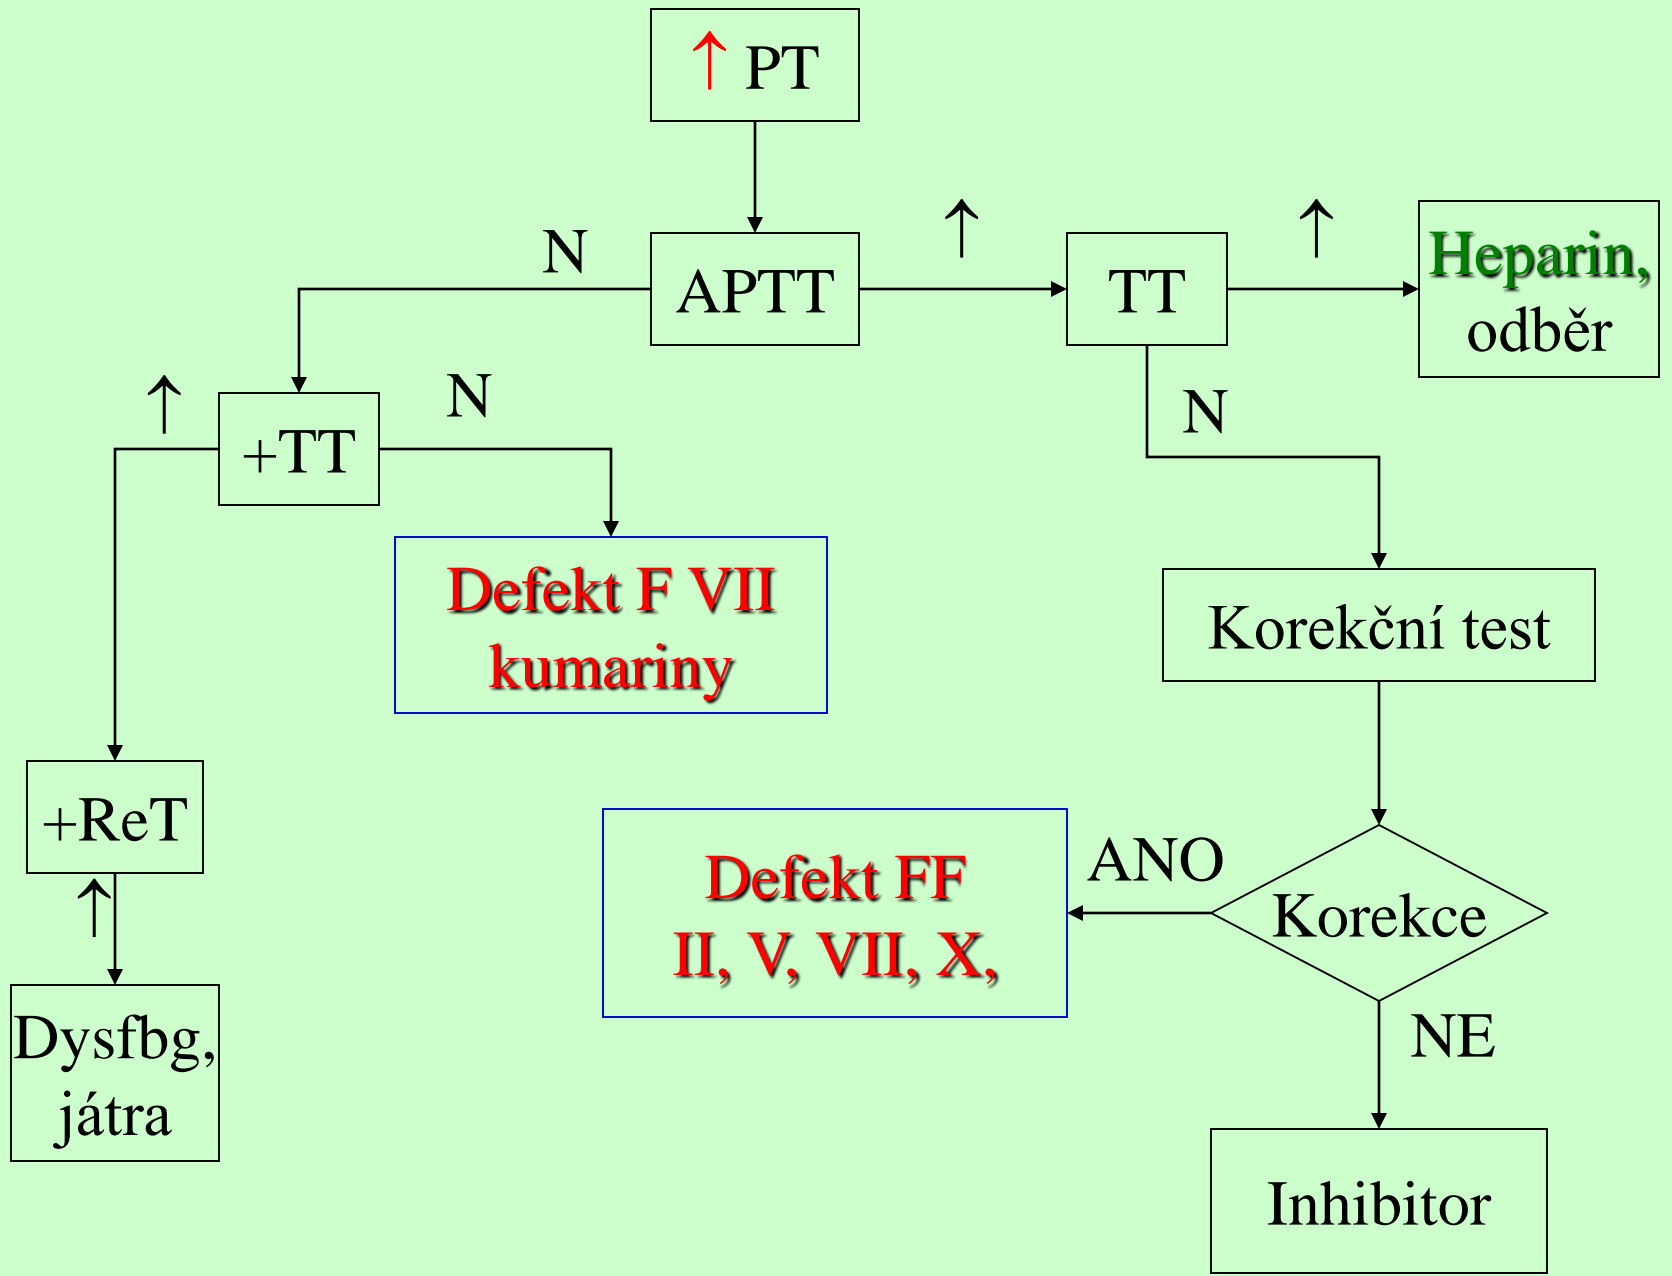 ↑ PT
N
APTT
↑
TT
↑
Heparin,
odběr
↑
+TT
N
N
Defekt F VII
kumariny
Korekční test
+ReT
↑
Defekt FF
II, V, VII, X,
ANO
Korekce
NE
Dysfbg,
játra
Inhibitor